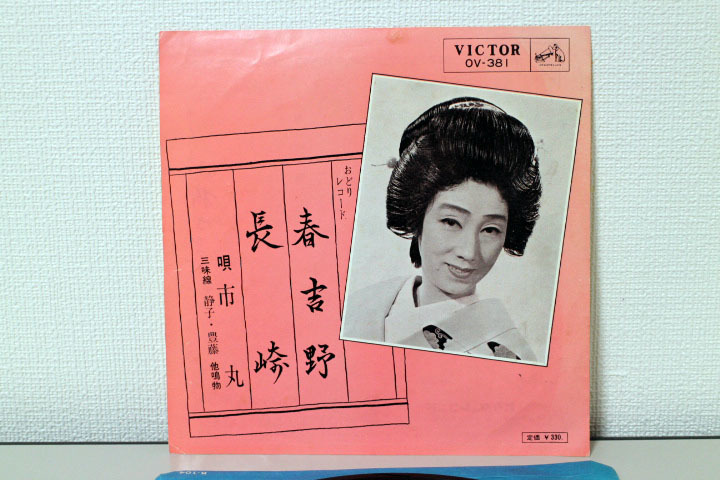 VICTOR
OV-381
おどりレコード
春吉野
長崎
唄 市丸
三味線 静子・豊藤 他鳴物
定価 ¥330.